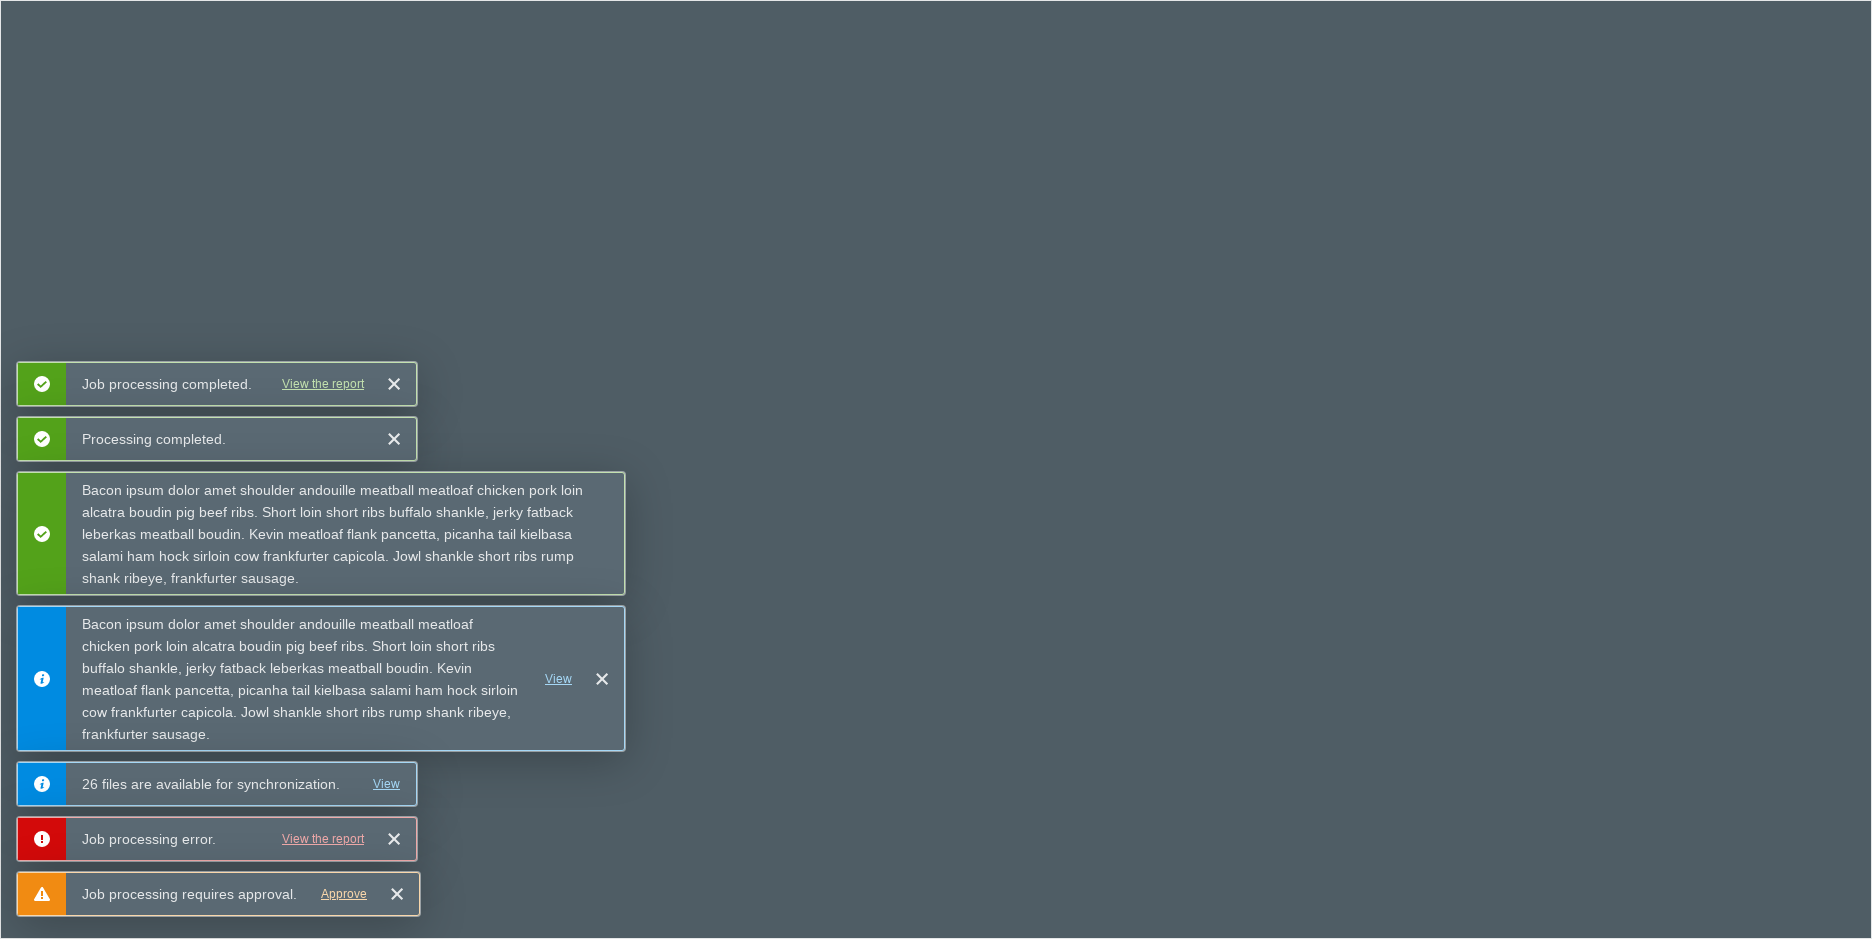 Job processing completed. View the report
Processing completed.
Bacon ipsum dolor amet shoulder andouille meatball meatloaf chicken pork loin
alcatra boudin pig beef ribs. Short loin short ribs buffalo shankle, jerky fatback
leberkas meatball boudin. Kevin meatloaf flank pancetta, picanha tail kielbasa
salami ham hock sirloin cow frankfurter capicola. Jowl shankle short ribs rump
shank ribeye, frankfurter sausage.
Bacon ipsum dolor amet shoulder andouille meatball meatloaf
chicken pork loin alcatra boudin pig beef ribs. Short loin short ribs
buffalo shankle, jerky fatback leberkas meatball boudin. Kevin
meatloaf flank pancetta, picanha tail kielbasa salami ham hock sirloin
cow frankfurter capicola. Jowl shankle short ribs rump shank ribeye,
frankfurter sausage.
View
26 files are available for synchronization. View
Job processing error. View the report
Job processing requires approval. Approve